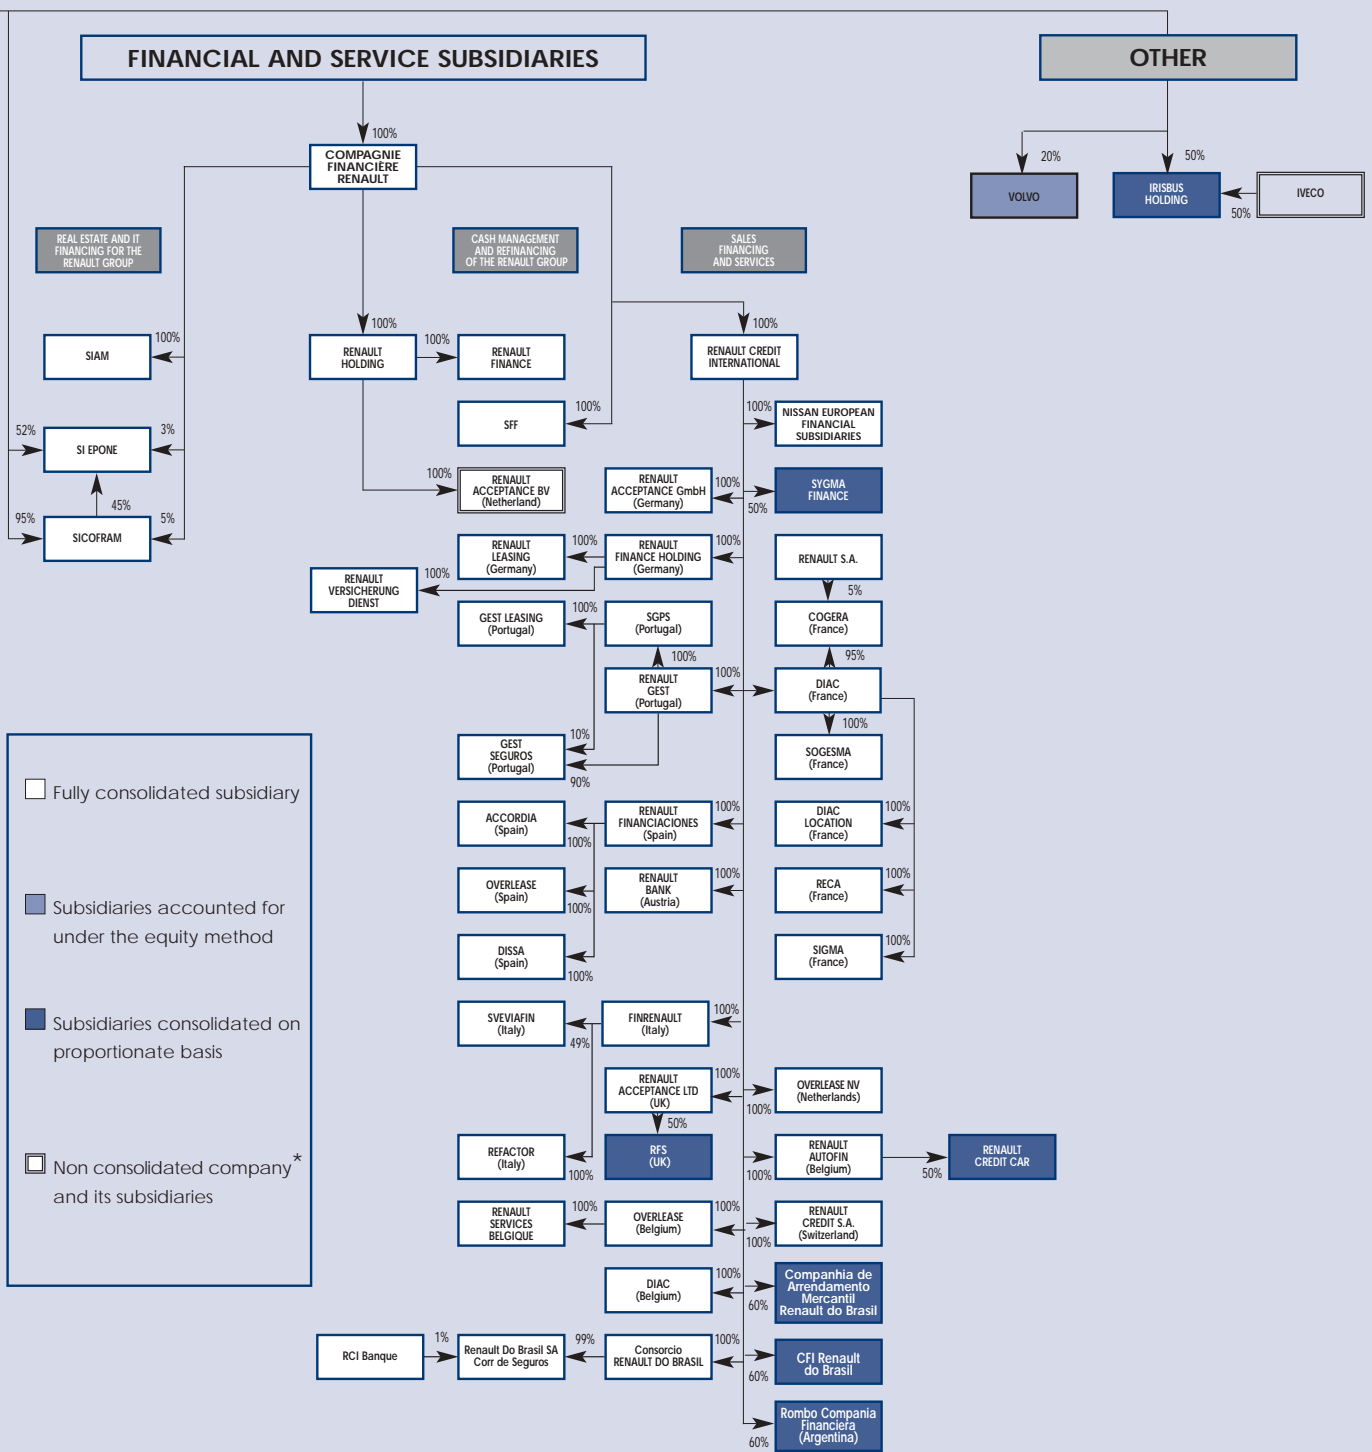 FINANCIAL AND SERVICE SUBSIDIARIES
OTHER
100%
COMPAGNIE
FINANCIÈRE
RENAULT
20%
50%
VOLVO
IRISBUS
HOLDING
50%
IVECO
REAL ESTATE AND IT
FINANCING FOR THE
RENAULT GROUP
CASH MANAGEMENT
AND REFINANCING
OF THE RENAULT GROUP
SALES
FINANCING
AND SERVICES
100%
SIAM
100%
RENAULT
HOLDING
100%
RENAULT
FINANCE
100%
RENAULT CREDIT
INTERNATIONAL
SFF
100%
100%
NISSAN EUROPEAN
FINANCIAL
SUBSIDIARIES
52%
SI EPONE
3%
45%
95%
SICOFRAM
5%
100%
RENAULT
ACCEPTANCE BV
(Netherland)
RENAULT
ACCEPTANCE GmbH
(Germany)
100%
50%
SYGMA
FINANCE
RENAULT
LEASING
(Germany)
100%
RENAULT
FINANCE HOLDING
(Germany)
100%
RENAULT S.A.
5%
RENAULT
VERSICHERUNG
DIENST
100%
GEST LEASING
(Portugal)
100%
SGPS
(Portugal)
COGERA
(France)
100%
95%
RENAULT
GEST
(Portugal)
100%
DIAC
(France)
100%
GEST
SEGUROS
(Portugal)
10%
90%
SOGESMA
(France)
Fully consolidated subsidiary
ACCORDIA
(Spain)
100%
RENAULT
FINANCIACIONES
(Spain)
100%
DIAC
LOCATION
(France)
100%
Subsidiaries accounted for
under the equity method
OVERLEASE
(Spain)
100%
RENAULT
BANK
(Austria)
100%
RECA
(France)
100%
DISSA
(Spain)
100%
SIGMA
(France)
100%
Subsidiaries consolidated on
proportionate basis
SVEVIAFIN
(Italy)
49%
FINRENAULT
(Italy)
100%
RENAULT
ACCEPTANCE LTD
(UK)
100%
100%
OVERLEASE NV
(Netherlands)
50%
Non consolidated company*
and its subsidiaries
REFACTOR
(Italy)
100%
RFS
(UK)
100%
RENAULT
AUTOFIN
(Belgium)
50%
RENAULT
CREDIT CAR
RENAULT
SERVICES
BELGIQUE
100%
OVERLEASE
(Belgium)
100%
100%
RENAULT
CREDIT S.A.
(Switzerland)
DIAC
(Belgium)
100%
60%
Companhia de
Arrendamento
Mercantil
Renault do Brasil
RCI Banque
1%
Renault Do Brasil SA
Corr de Seguros
99%
Consorcio
RENAULT DO BRASIL
100%
60%
CFI Renault
do Brasil
60%
Rombo Compania
Financiera
(Argentina)